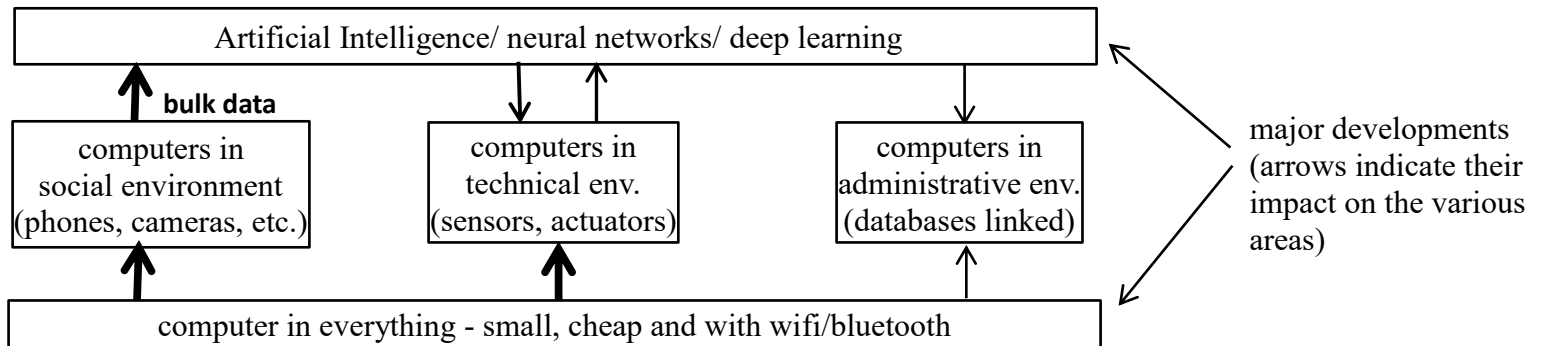 Artificial Intelligence/ neural networks/ deep learning
bulk data
computers in
social environment
(phones, cameras, etc.)
computers in
technical env.
(sensors, actuators)
computers in
administrative env.
(databases linked)
major developments
(arrows indicate their
impact on the various
areas)
computer in everything - small, cheap and with wifi/bluetooth